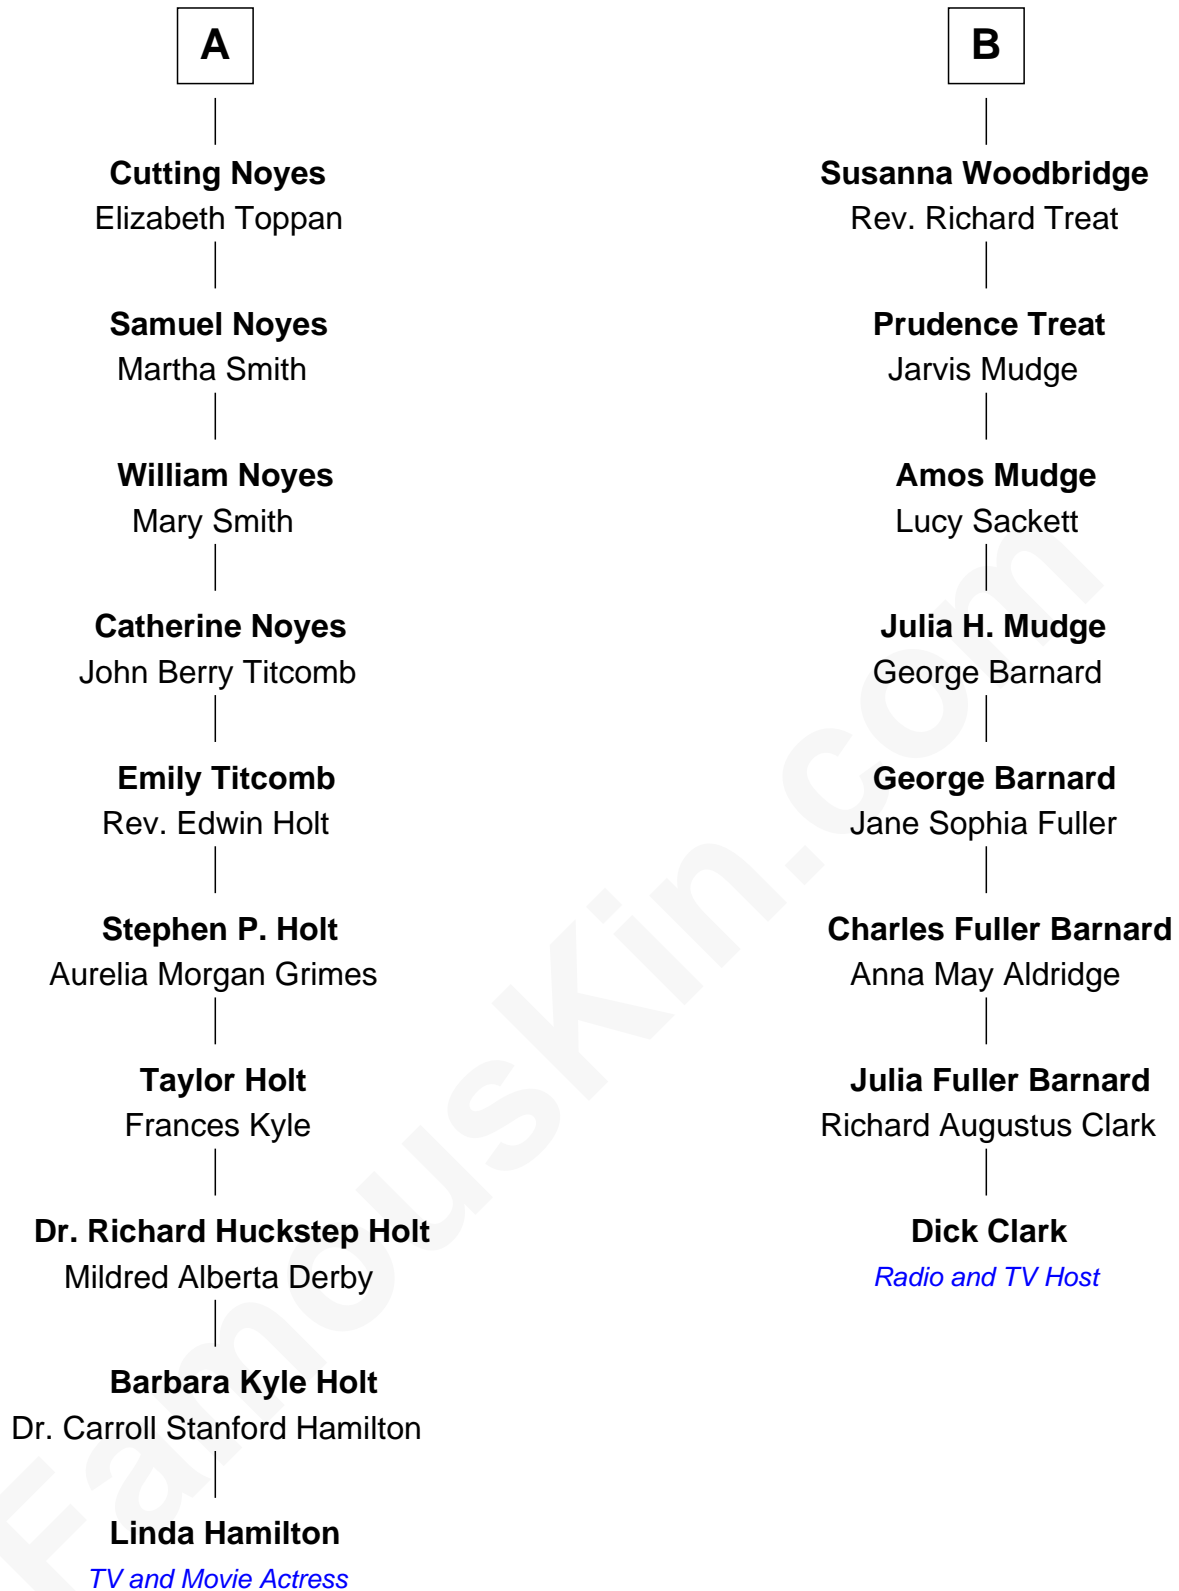 A
Cutting Noyes
Elizabeth Toppan
Samuel Noyes
Martha Smith
William Noyes
Mary Smith
Catherine Noyes
John Berry Titcomb
Emily Titcomb
Rev. Edwin Holt
Stephen P. Holt
Aurelia Morgan Grimes
Taylor Holt
Frances Kyle
Dr. Richard Huckstep Holt
Mildred Alberta Derby
Barbara Kyle Holt
Dr. Carroll Stanford Hamilton
Linda Hamilton
TV and Movie Actress
B
Susanna Woodbridge
Rev. Richard Treat
Prudence Treat
Jarvis Mudge
Amos Mudge
Lucy Sackett
Julia H. Mudge
George Barnard
George Barnard
Jane Sophia Fuller
Charles Fuller Barnard
Anna May Aldridge
Julia Fuller Barnard
Richard Augustus Clark
Dick Clark
Radio and TV Host
FamousKin.com